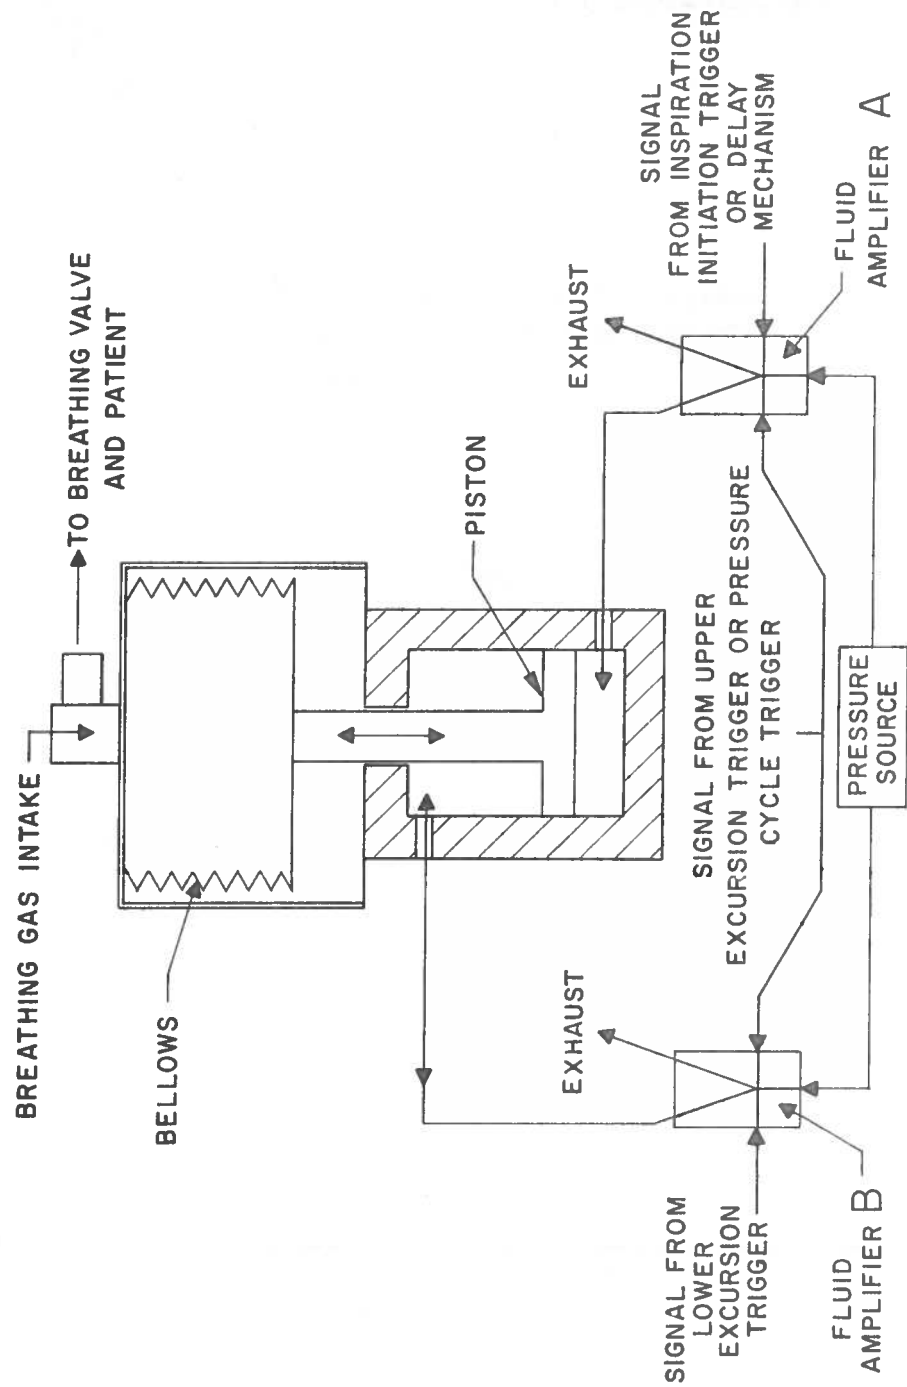 BREATHING GAS INTAKE
TO BREATHING VALVE
AND PATIENT
BELLOWS
PISTON
EXHAUST
EXHAUST
SIGNAL
FROM INSPIRATION
INITIATION TRIGGER
OR DELAY
MECHANISM
SIGNAL FROM UPPER
EXCURSION TRIGGER OR PRESSURE
CYCLE TRIGGER
SIGNAL FROM
LOWER
EXCURSION
TRIGGER
PRESSURE
SOURCE
FLUID
AMPLIFIER B
FLUID
AMPLIFIER A